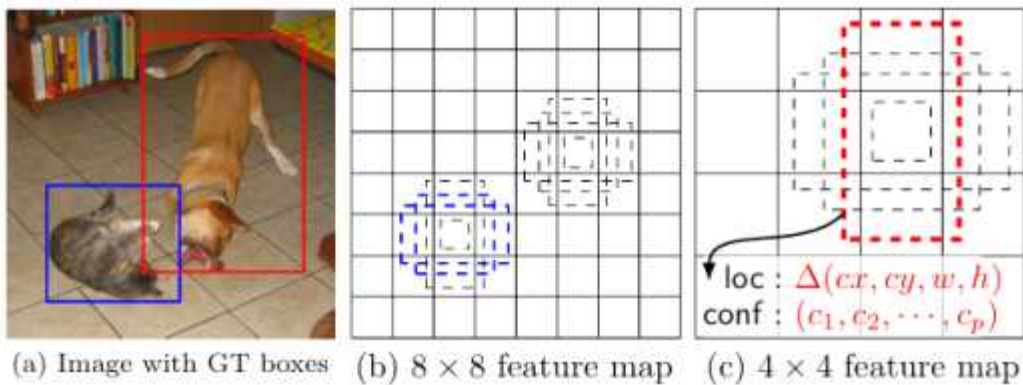 loc : Δ(cx, cy, w, h)
conf : (c₁, c₂, ⋯, cₚ)
(a) Image with GT boxes
(b) 8 × 8 feature map
(c) 4 × 4 feature map